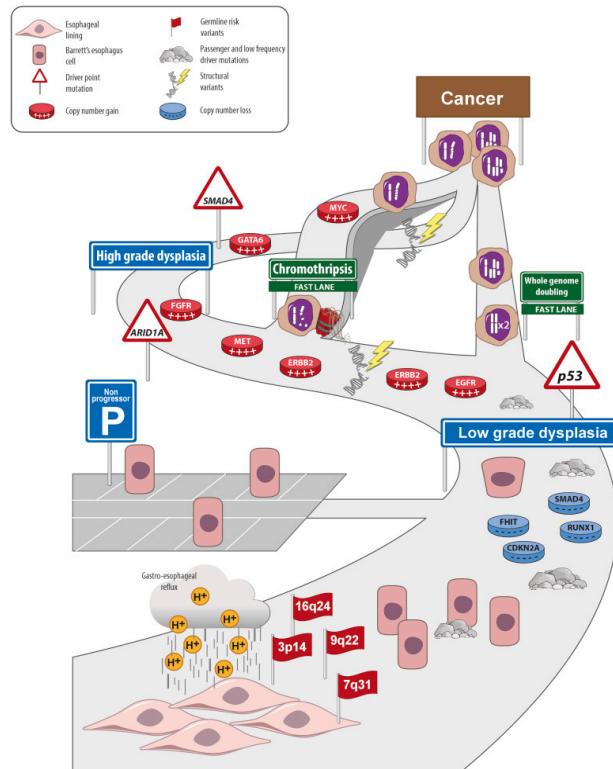 Esophageal
lining
Germline risk
variants
Barrett's esophagus
cell
Passenger and low frequency
driver mutations
Driver point
mutation
Structural
variants
Copy number gain
Copy number loss
Cancer
SMAD4
MYC
GATA6
High grade dysplasia
Chromothripsis
FAST LANE
Whole genome
doubling
FAST LANE
x2
FGFR
ARID1A
MET
ERBB2
ERBB2
EGFR
p53
Non
progressor
P
Low grade dysplasia
SMAD4
FHIT
RUNX1
CDKN2A
Gastro-esophageal
reflux
H+
H+
H+
H+
H+
H+
H+
16q24
3p14
9q22
7q31